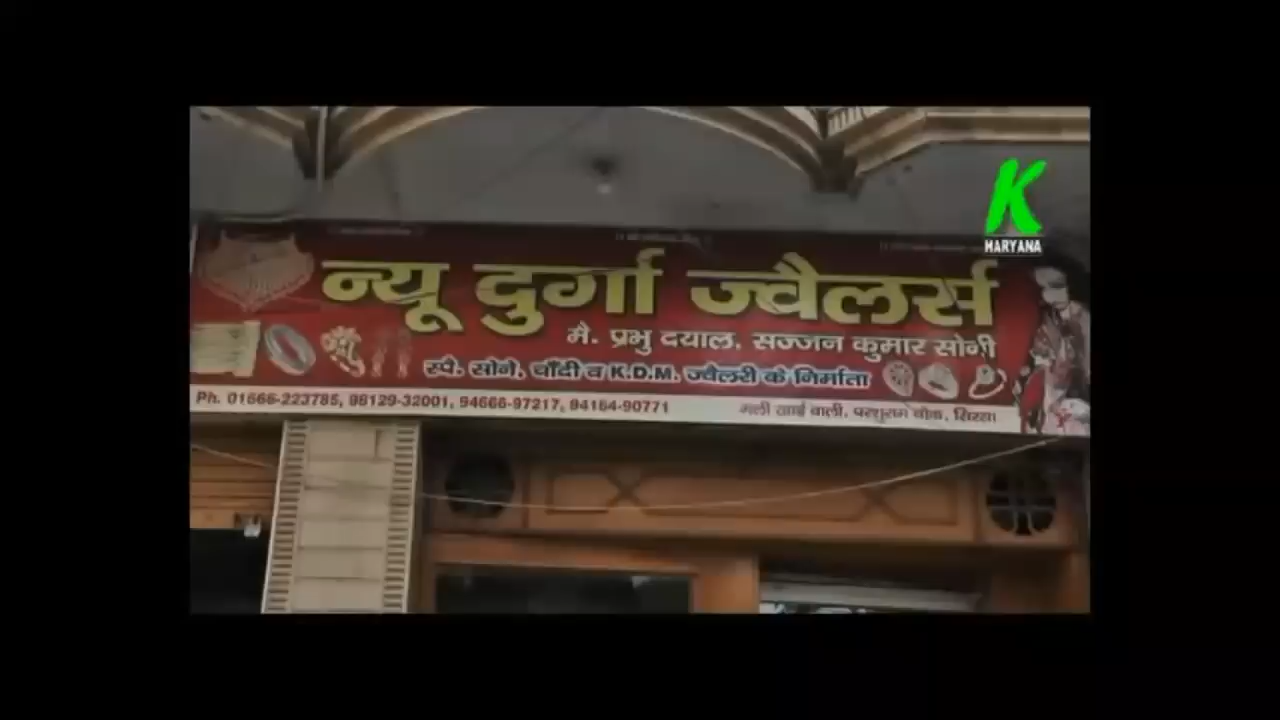 K
HARYANA
न्यू दुर्गा ज्वैलर्स
मै. प्रभु दयाल, सज्जन कुमार सोनी
स्पै. सोने, चाँदी व K.D.M. ज्वैलरी के निर्माता
Ph. 01666-223785, 98129-32001, 94666-97217, 94164-90771
गली खाई वाली, परशुराम चौक, सिरसा